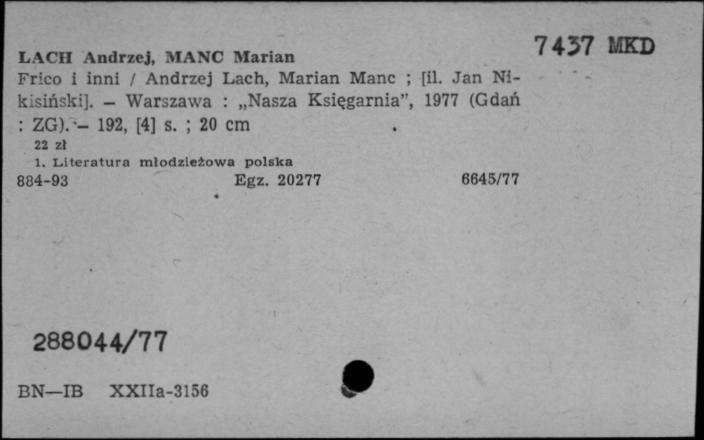 7437 MKD
LACH Andrzej, MANC Marian
Frico i inni / Andrzej Lach, Marian Manc ; [il. Jan Ni-
kisiński]. — Warszawa : „Nasza Księgarnia”, 1977 (Gdań
: ZG). — 192, [4] s. ; 20 cm
22 zł
1. Literatura młodzieżowa polska
884-93 Egz. 20277 6645/77
288044/77
BN—IB XXIIa-3156